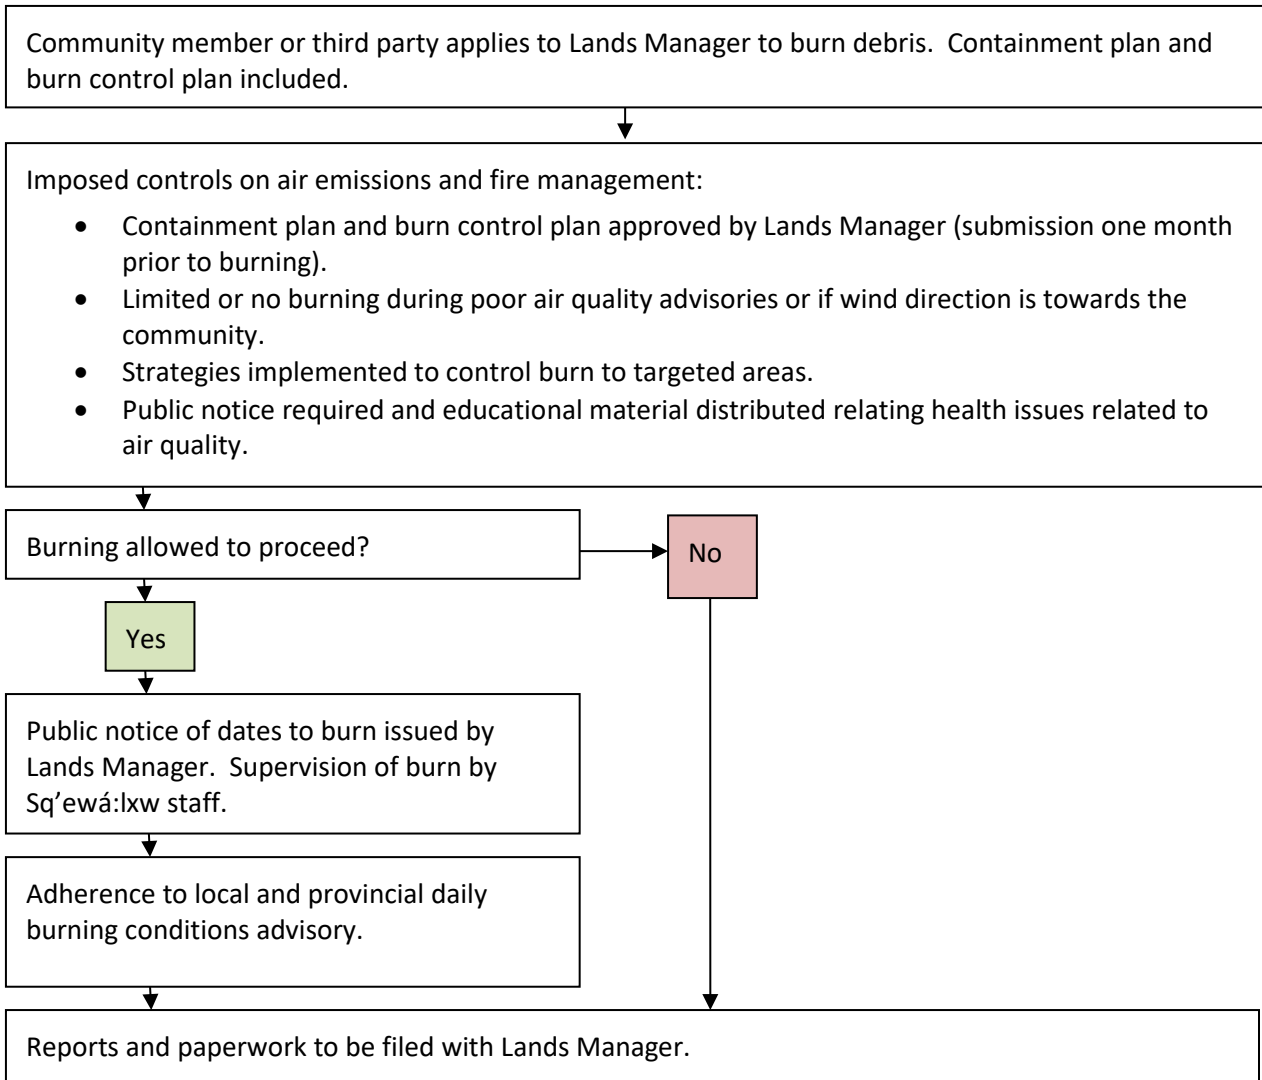 Community member or third party applies to Lands Manager to burn debris.  Containment plan and
burn control plan included.
Imposed controls on air emissions and fire management:
• Containment plan and burn control plan approved by Lands Manager (submission one month
prior to burning).
• Limited or no burning during poor air quality advisories or if wind direction is towards the
community.
• Strategies implemented to control burn to targeted areas.
• Public notice required and educational material distributed relating health issues related to
air quality.
Burning allowed to proceed?
No
Yes
Public notice of dates to burn issued by
Lands Manager.  Supervision of burn by
Sq’ewá:lxw staff.
Adherence to local and provincial daily
burning conditions advisory.
Reports and paperwork to be filed with Lands Manager.